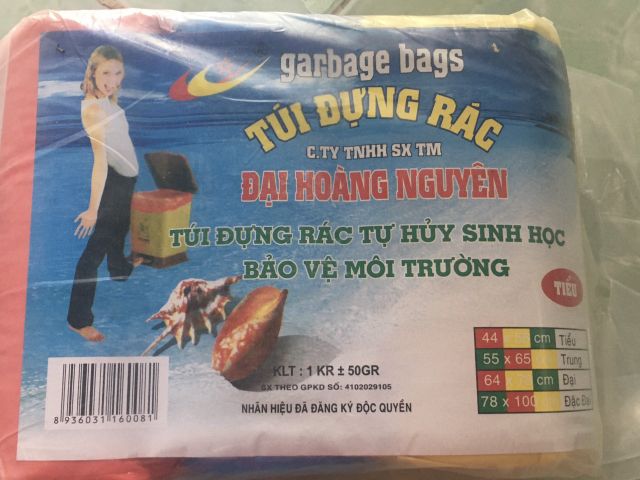 garbage bags
TÚI ĐỰNG RÁC
C.TY TNHH SX TM
ĐẠI HOÀNG NGUYÊN
TÚI ĐỰNG RÁC TỰ HỦY SINH HỌC
BẢO VỆ MÔI TRƯỜNG
TIỂU
44 cm Tiểu
55 x 65 Trung
64 cm Đại
78 x 100 Đặc Đại
KLT : 1 KR ± 50GR
SX THEO GPKD SỐ: 4102029105
NHÃN HIỆU ĐÃ ĐĂNG KÝ ĐỘC QUYỀN
8 936031 160081